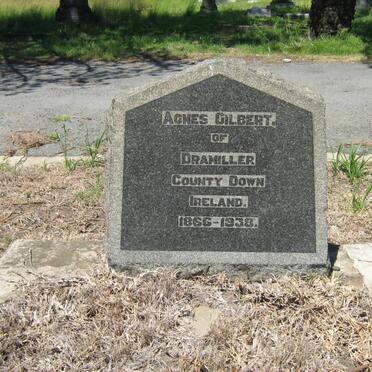 AGNES GILBERT.
OF
DRAMILLER
COUNTY DOWN
IRELAND.
1866-1938.